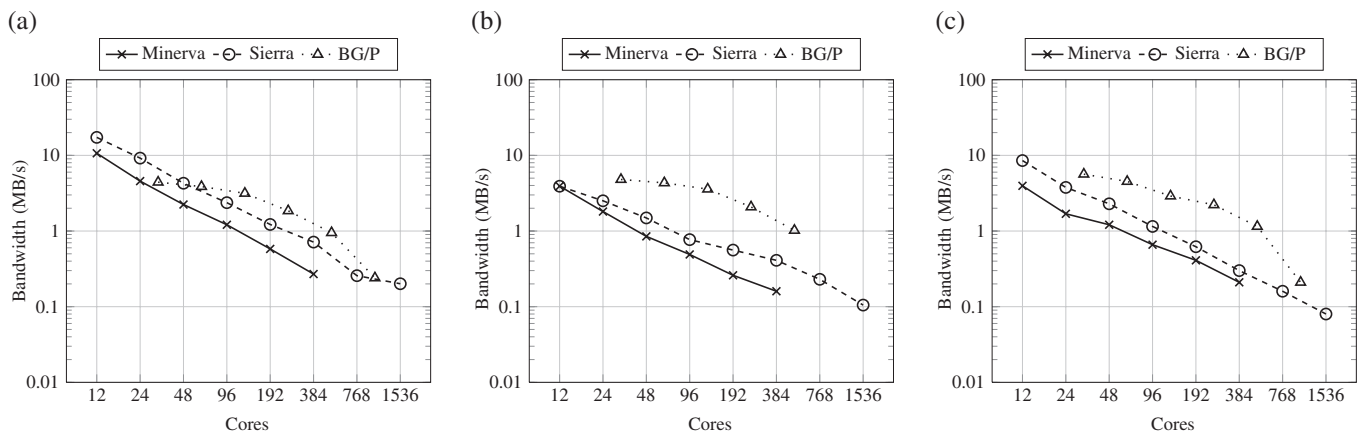 (a)
Minerva Sierra BG/P
100
10
1
0.1
0.01
Bandwidth (MB/s)
12 24 48 96 192 384 768 1536
Cores
(b)
Minerva Sierra BG/P
100
10
1
0.1
0.01
Bandwidth (MB/s)
12 24 48 96 192 384 768 1536
Cores
(c)
Minerva Sierra BG/P
100
10
1
0.1
0.01
Bandwidth (MB/s)
12 24 48 96 192 384 768 1536
Cores